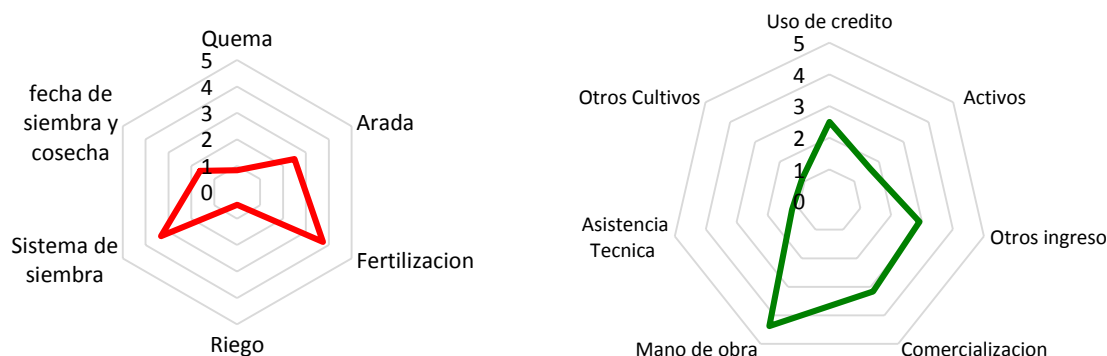 Quema
5
4
3
2
1
0
Arada
Fertilizacion
Riego
Sistema de
siembra
fecha de
siembra y
cosecha
Uso de credito
5
4
3
2
1
0
Activos
Otros ingreso
Comercializacion
Mano de obra
Asistencia
Tecnica
Otros Cultivos